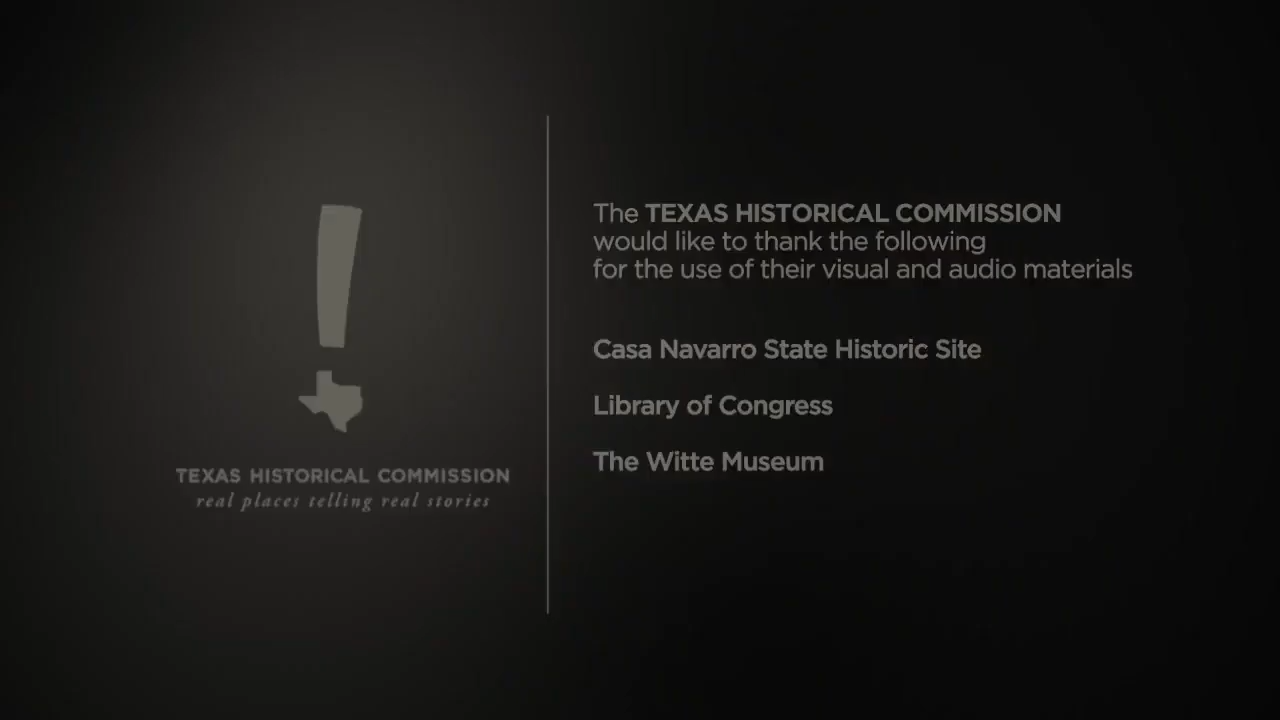 TEXAS HISTORICAL COMMISSION
real places telling real stories
The TEXAS HISTORICAL COMMISSION
would like to thank the following
for the use of their visual and audio materials
Casa Navarro State Historic Site
Library of Congress
The Witte Museum